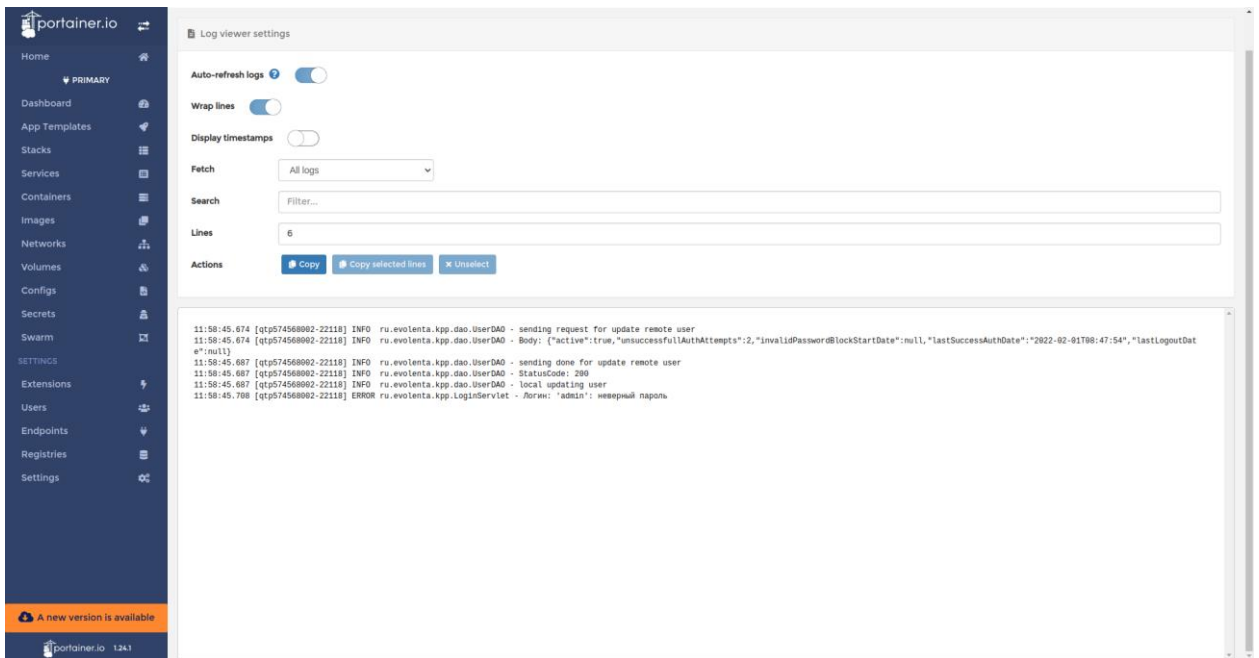 portainer.io
Home
PRIMARY
Dashboard
App Templates
Stacks
Services
Containers
Images
Networks
Volumes
Configs
Secrets
Swarm
SETTINGS
Extensions
Users
Endpoints
Registries
Settings
A new version is available
portainer.io 1.24.1
Log viewer settings
Auto-refresh logs ?
Wrap lines
Display timestamps
Fetch All logs
Search Filter...
Lines 6
Actions Copy Copy selected lines Unselect
11:58:45.674 [qtp574568002-22118] INFO ru.evolenta.kpp.dao.UserDAO - sending request for update remote user
11:58:45.674 [qtp574568002-22118] INFO ru.evolenta.kpp.dao.UserDAO - Body: {"active":true,"unsuccessfullAuthAttempts":2,"invalidPasswordBlockStartDate":null,"lastSuccessAuthDate":"2022-02-01T08:47:54","lastLogoutDat
e":null}
11:58:45.687 [qtp574568002-22118] INFO ru.evolenta.kpp.dao.UserDAO - sending done for update remote user
11:58:45.687 [qtp574568002-22118] INFO ru.evolenta.kpp.dao.UserDAO - StatusCode: 200
11:58:45.687 [qtp574568002-22118] INFO ru.evolenta.kpp.dao.UserDAO - local updating user
11:58:45.708 [qtp574568002-22118] ERROR ru.evolenta.kpp.LoginServlet - Логин: 'admin': неверный пароль